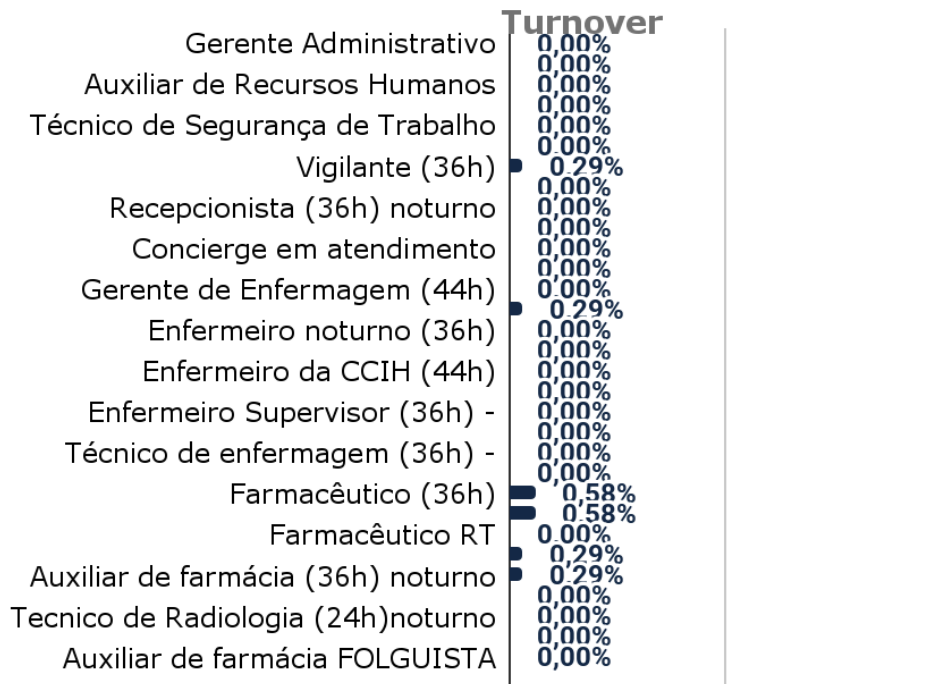 Turnover
Gerente Administrativo 0,00%
0,00%
Auxiliar de Recursos Humanos 0,00%
0,00%
Técnico de Segurança de Trabalho 0,00%
0,00%
Vigilante (36h) 0,29%
0,00%
Recepcionista (36h) noturno 0,00%
0,00%
Concierge em atendimento 0,00%
0,00%
Gerente de Enfermagem (44h) 0,00%
0,29%
Enfermeiro noturno (36h) 0,00%
0,00%
Enfermeiro da CCIH (44h) 0,00%
0,00%
Enfermeiro Supervisor (36h) - 0,00%
0,00%
Técnico de enfermagem (36h) - 0,00%
0,00%
Farmacêutico (36h) 0,58%
0,58%
Farmacêutico RT 0,00%
0,29%
Auxiliar de farmácia (36h) noturno 0,29%
0,00%
Tecnico de Radiologia (24h)noturno 0,00%
0,00%
Auxiliar de farmácia FOLGUISTA 0,00%